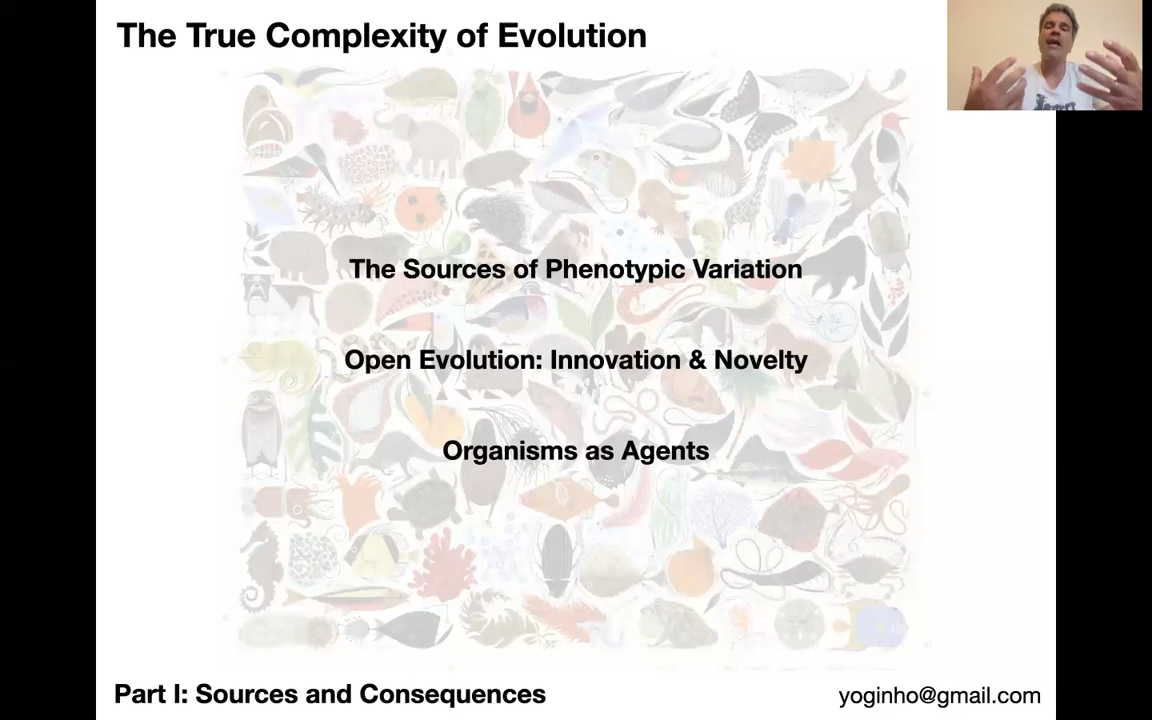 The True Complexity of Evolution
The Sources of Phenotypic Variation
Open Evolution: Innovation & Novelty
Organisms as Agents
Part I: Sources and Consequences
yoginho@gmail.com